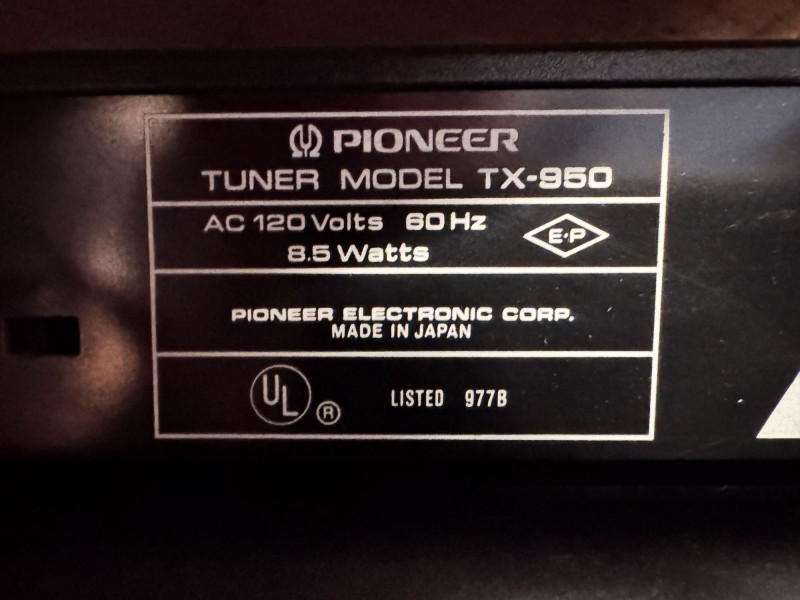 PIONEER
TUNER MODEL TX-950
AC 120 Volts 60 Hz
8.5 Watts
E·P
PIONEER ELECTRONIC CORP.
MADE IN JAPAN
UL ® LISTED 977B